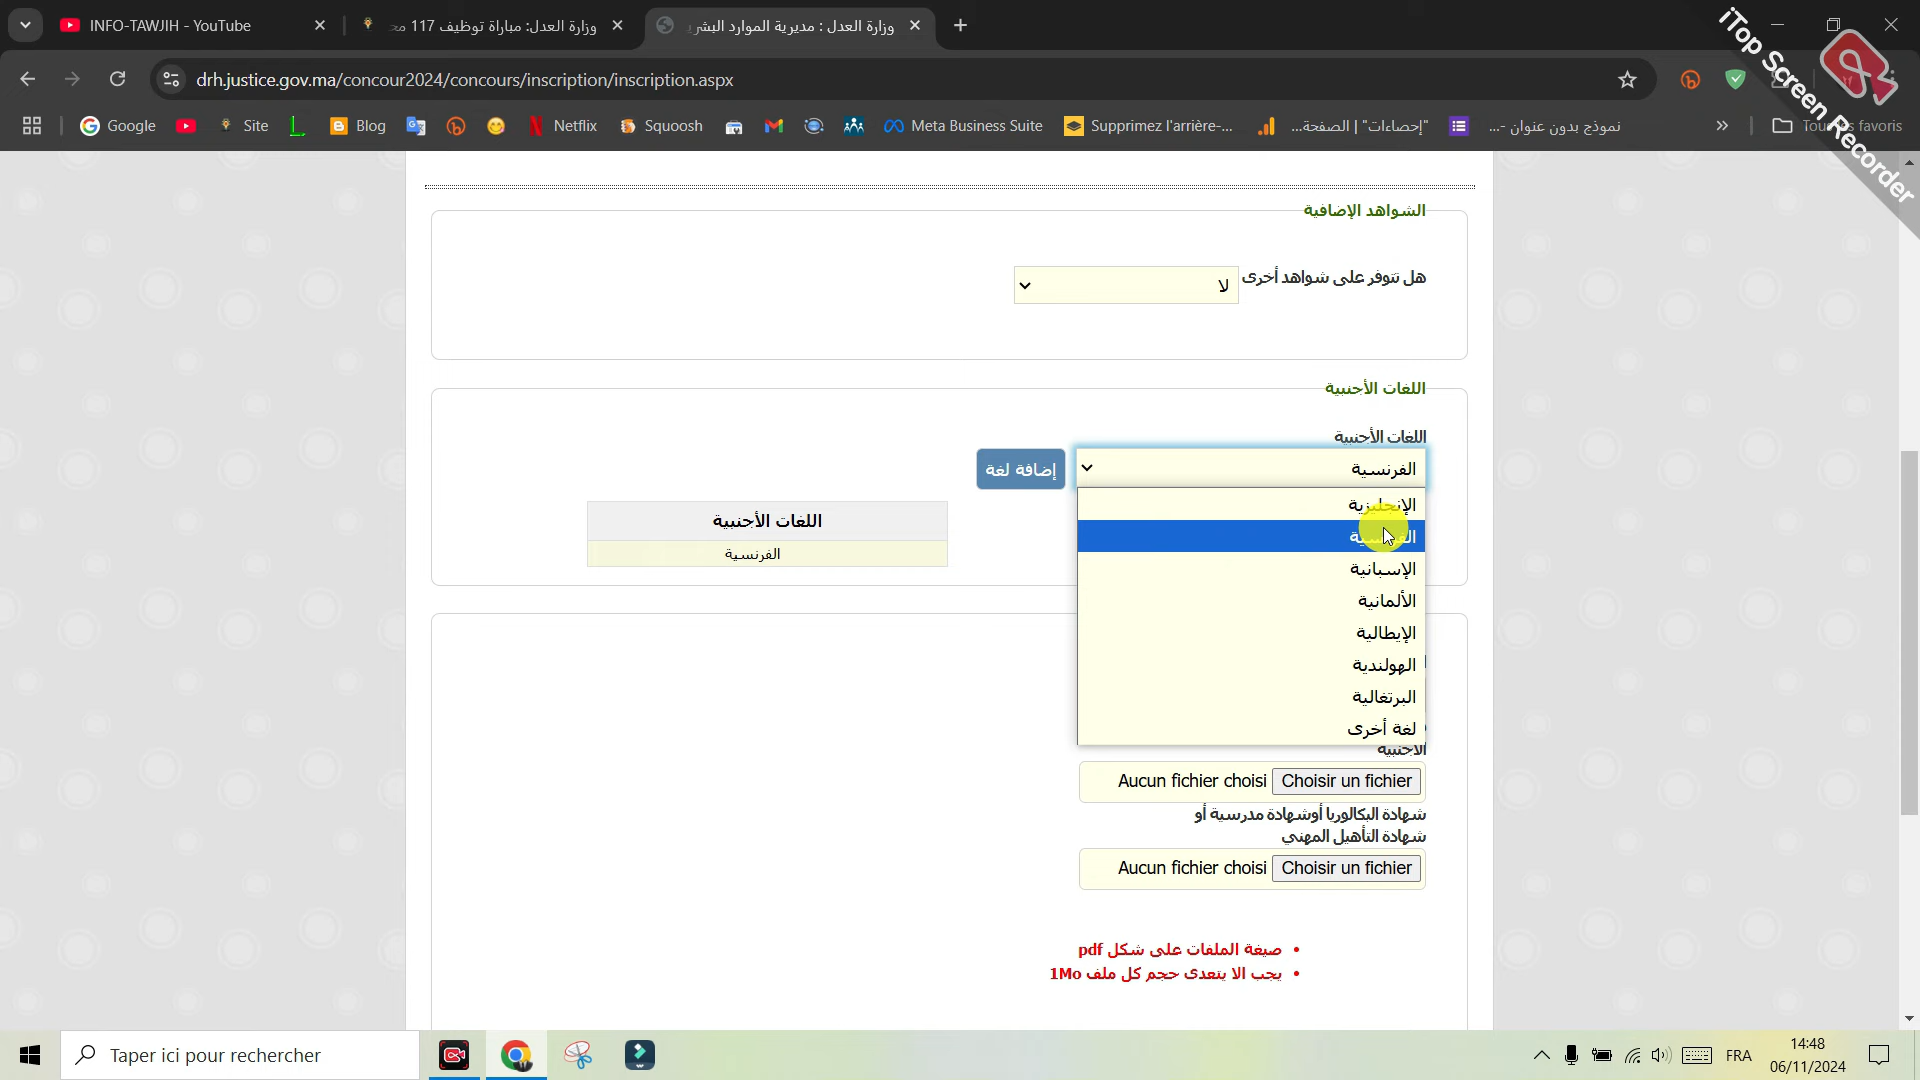 INFO-TAWJIH - YouTube
وزارة العدل: مباراة توظيف 117 مح
وزارة العدل : مديرية الموارد البشر
drh.justice.gov.ma/concour2024/concours/inscription/inscription.aspx
Google
Site
Blog
Netflix
Squoosh
Meta Business Suite
Supprimez l'arrière-...
"إحصاءات" | الصفحة...
نموذج بدون عنوان -...
favoris
iTop Screen Recorder
الشواهد الإضافية
هل تتوفر على شواهد أخرى
لا
اللغات الأجنبية
اللغات الأجنبية
الفرنسية
إضافة لغة
الإنجليزية
الفرنسية
الإسبانية
الألمانية
الإيطالية
الهولندية
البرتغالية
لغة أخرى
اللغات الأجنبية
الفرنسية
الأجنبية
Choisir un fichier Aucun fichier choisi
شهادة البكالوريا أوشهادة مدرسية أو
شهادة التأهيل المهني
Choisir un fichier Aucun fichier choisi
• صيغة الملفات على شكل pdf
• يجب الا يتعدى حجم كل ملف 1Mo
Taper ici pour rechercher
FRA
14:48
06/11/2024